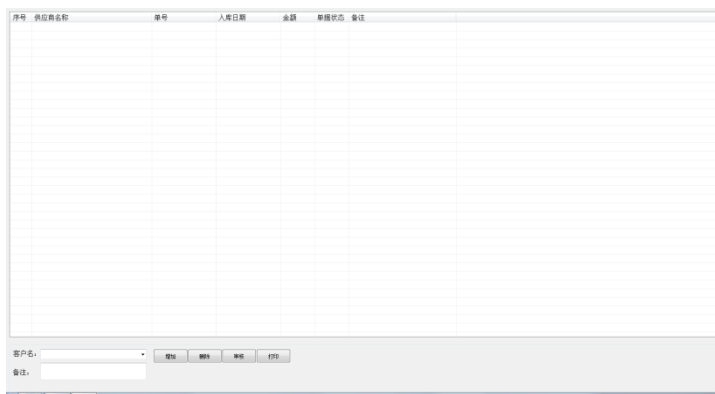 序号 供应商名称 单号 入库日期 金额 单据状态 备注
客户名: 增加 删除 审核 打印
备注: